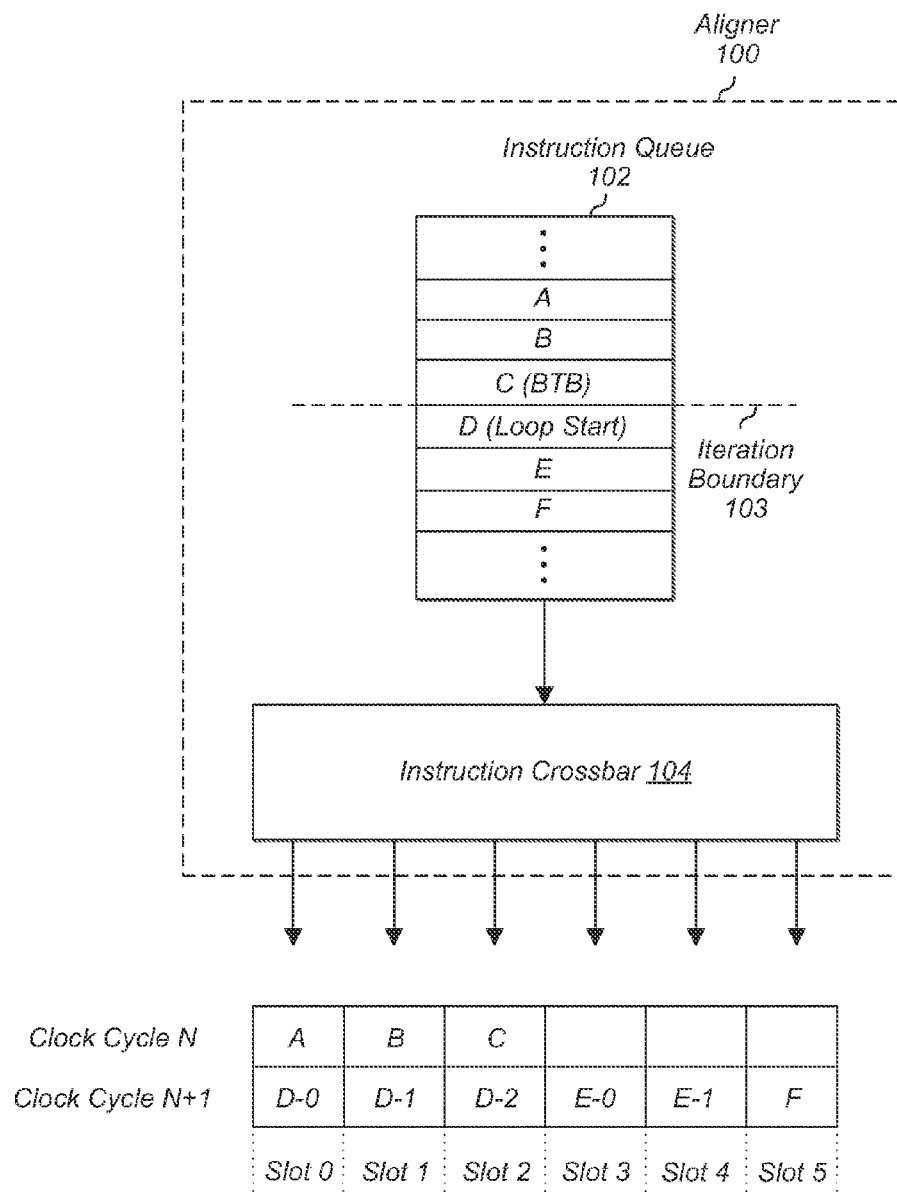 Aligner
100
Instruction Queue
102
A
B
C (BTB)
D (Loop Start)
E
F
Iteration
Boundary
103
Instruction Crossbar 104
Clock Cycle N A B C
Clock Cycle N+1 D-0 D-1 D-2 E-0 E-1 F
Slot 0 Slot 1 Slot 2 Slot 3 Slot 4 Slot 5